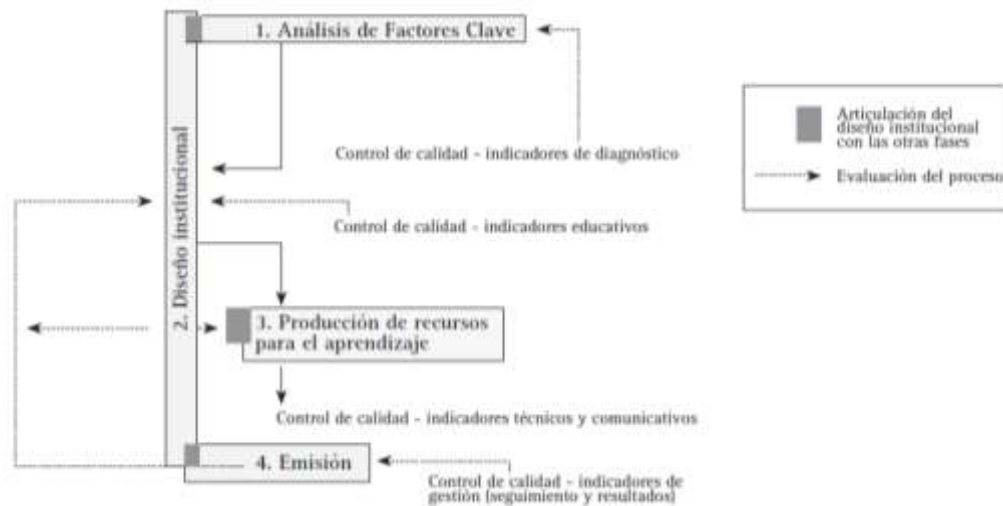 1. Análisis de Factores Clave
Control de calidad - indicadores de diagnóstico
Control de calidad - indicadores educativos
2. Diseño institucional
3. Producción de recursos
para el aprendizaje
Control de calidad - indicadores técnicos y comunicativos
4. Emisión
Control de calidad - indicadores de
gestión (seguimiento y resultados)
Articulación del
diseño institucional
con las otras fases
Evaluación del proceso